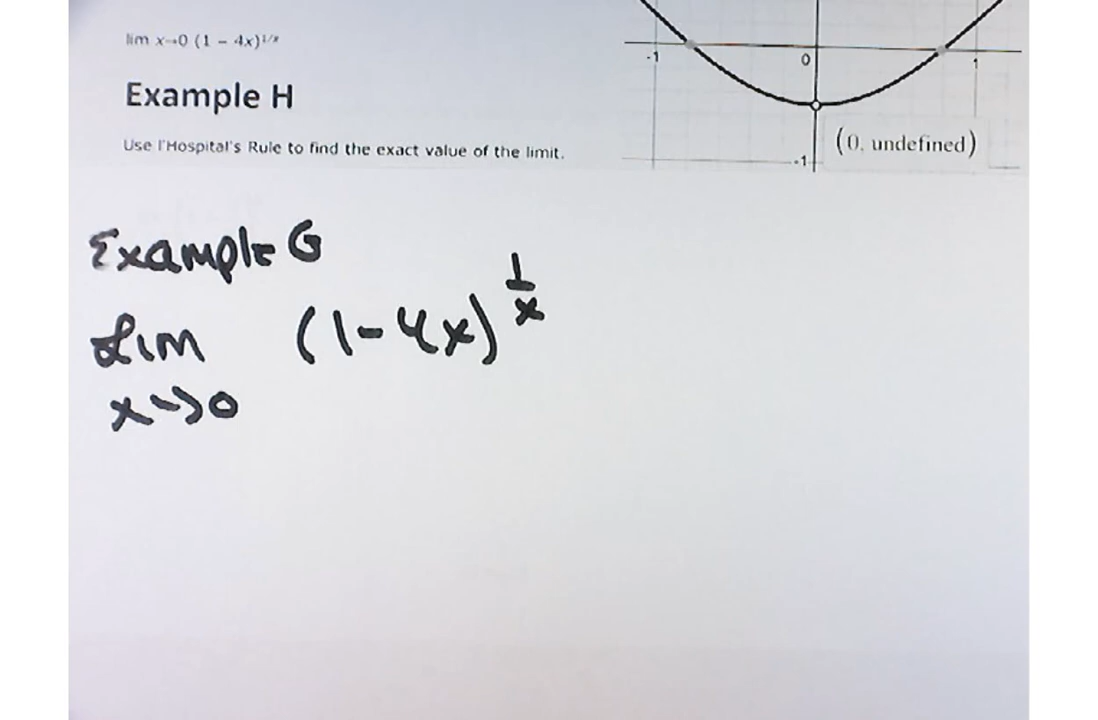 lim x→0 (1 − 4x)^1/x
-1 0 1
Example H
Use l'Hospital's Rule to find the exact value of the limit.
(0, undefined)
-1
Example G
(1-4x)^1/x
Lim
x→0